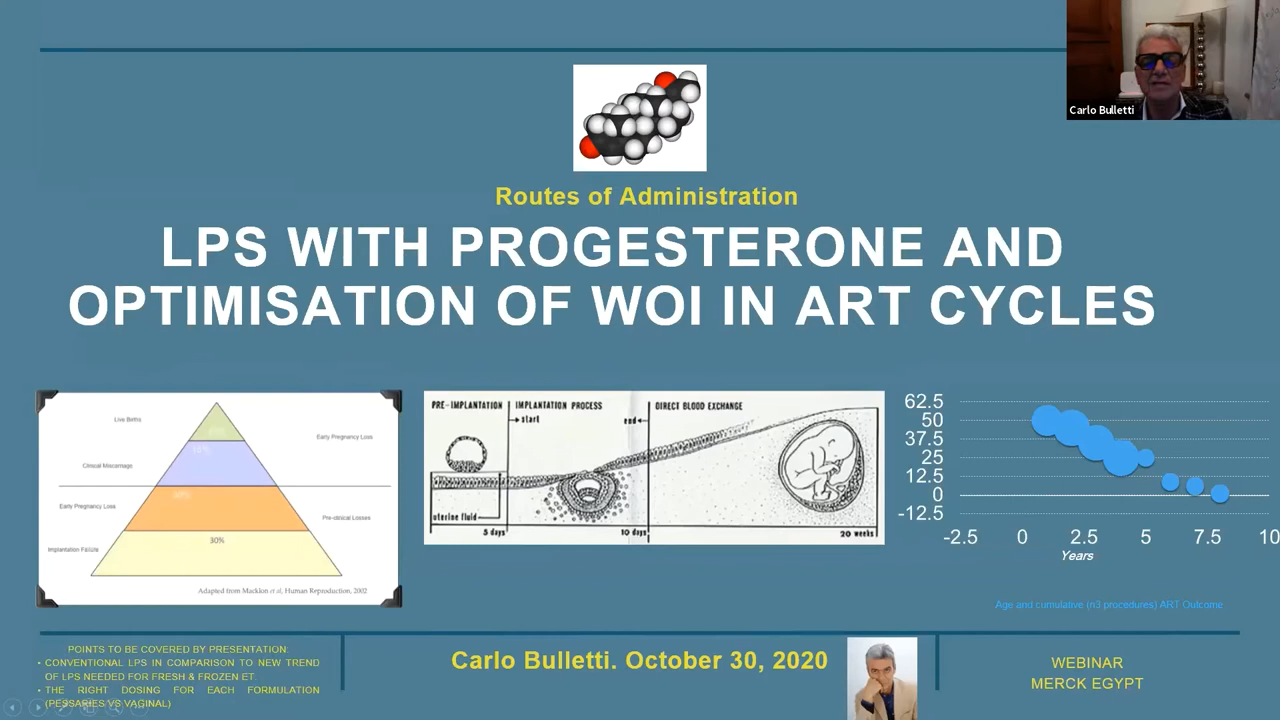 Carlo Bulletti
Routes of Administration
LPS WITH PROGESTERONE AND
OPTIMISATION OF WOI IN ART CYCLES
Live Births
Early Pregnancy Loss
Clinical Miscarriage
Early Pregnancy Loss
Pre-clinical Losses
Implantation Failure
30%
Adapted from Macklon et al, Human Reproduction, 2002
PRE-IMPLANTATION
IMPLANTATION PROCESS
DIRECT BLOOD EXCHANGE
start
end
uterine fluid
5 days
10 days
20 weeks
62.5
50
37.5
25
12.5
0
-12.5
-2.5 0 2.5 5 7.5 10
Years
Age and cumulative (n3 procedures) ART Outcome
POINTS TO BE COVERED BY PRESENTATION:
• CONVENTIONAL LPS IN COMPARISON TO NEW TREND
OF LPS NEEDED FOR FRESH & FROZEN ET.
• THE RIGHT DOSING FOR EACH FORMULATION
(PESSARIES VS VAGINAL)
Carlo Bulletti. October 30, 2020
WEBINAR
MERCK EGYPT